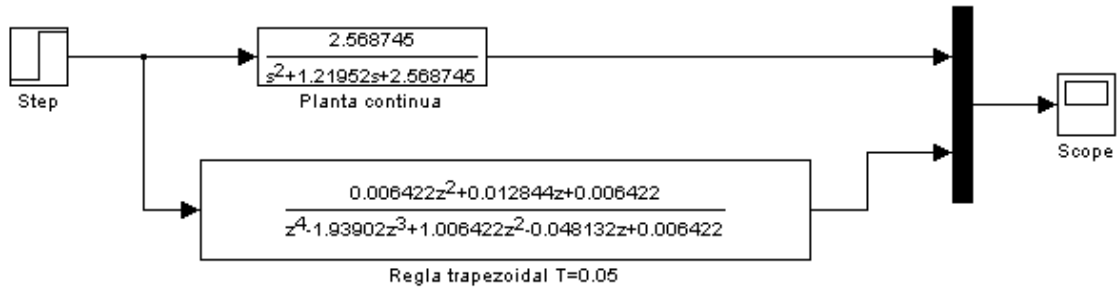 Step
2.568745
s²+1.21952s+2.568745
Planta continua
0.006422z²+0.012844z+0.006422
z⁴-1.93902z³+1.006422z²-0.048132z+0.006422
Regla trapezoidal T=0.05
Scope